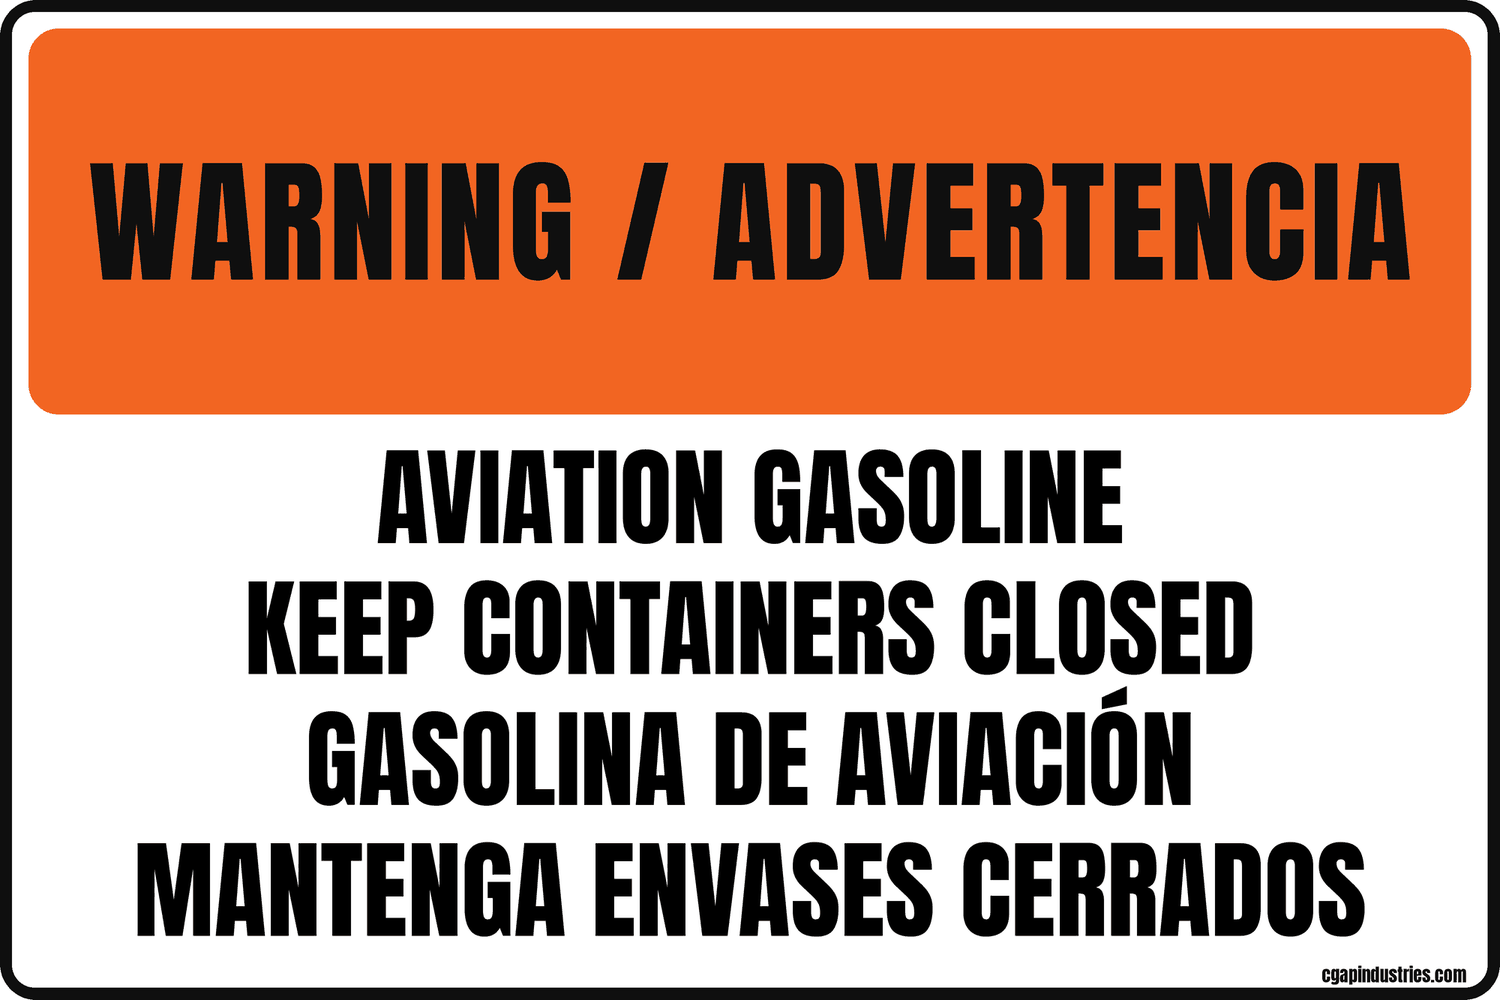 WARNING / ADVERTENCIA
AVIATION GASOLINE
KEEP CONTAINERS CLOSED
GASOLINA DE AVIACIÓN
MANTENGA ENVASES CERRADOS
cgapindustries.com